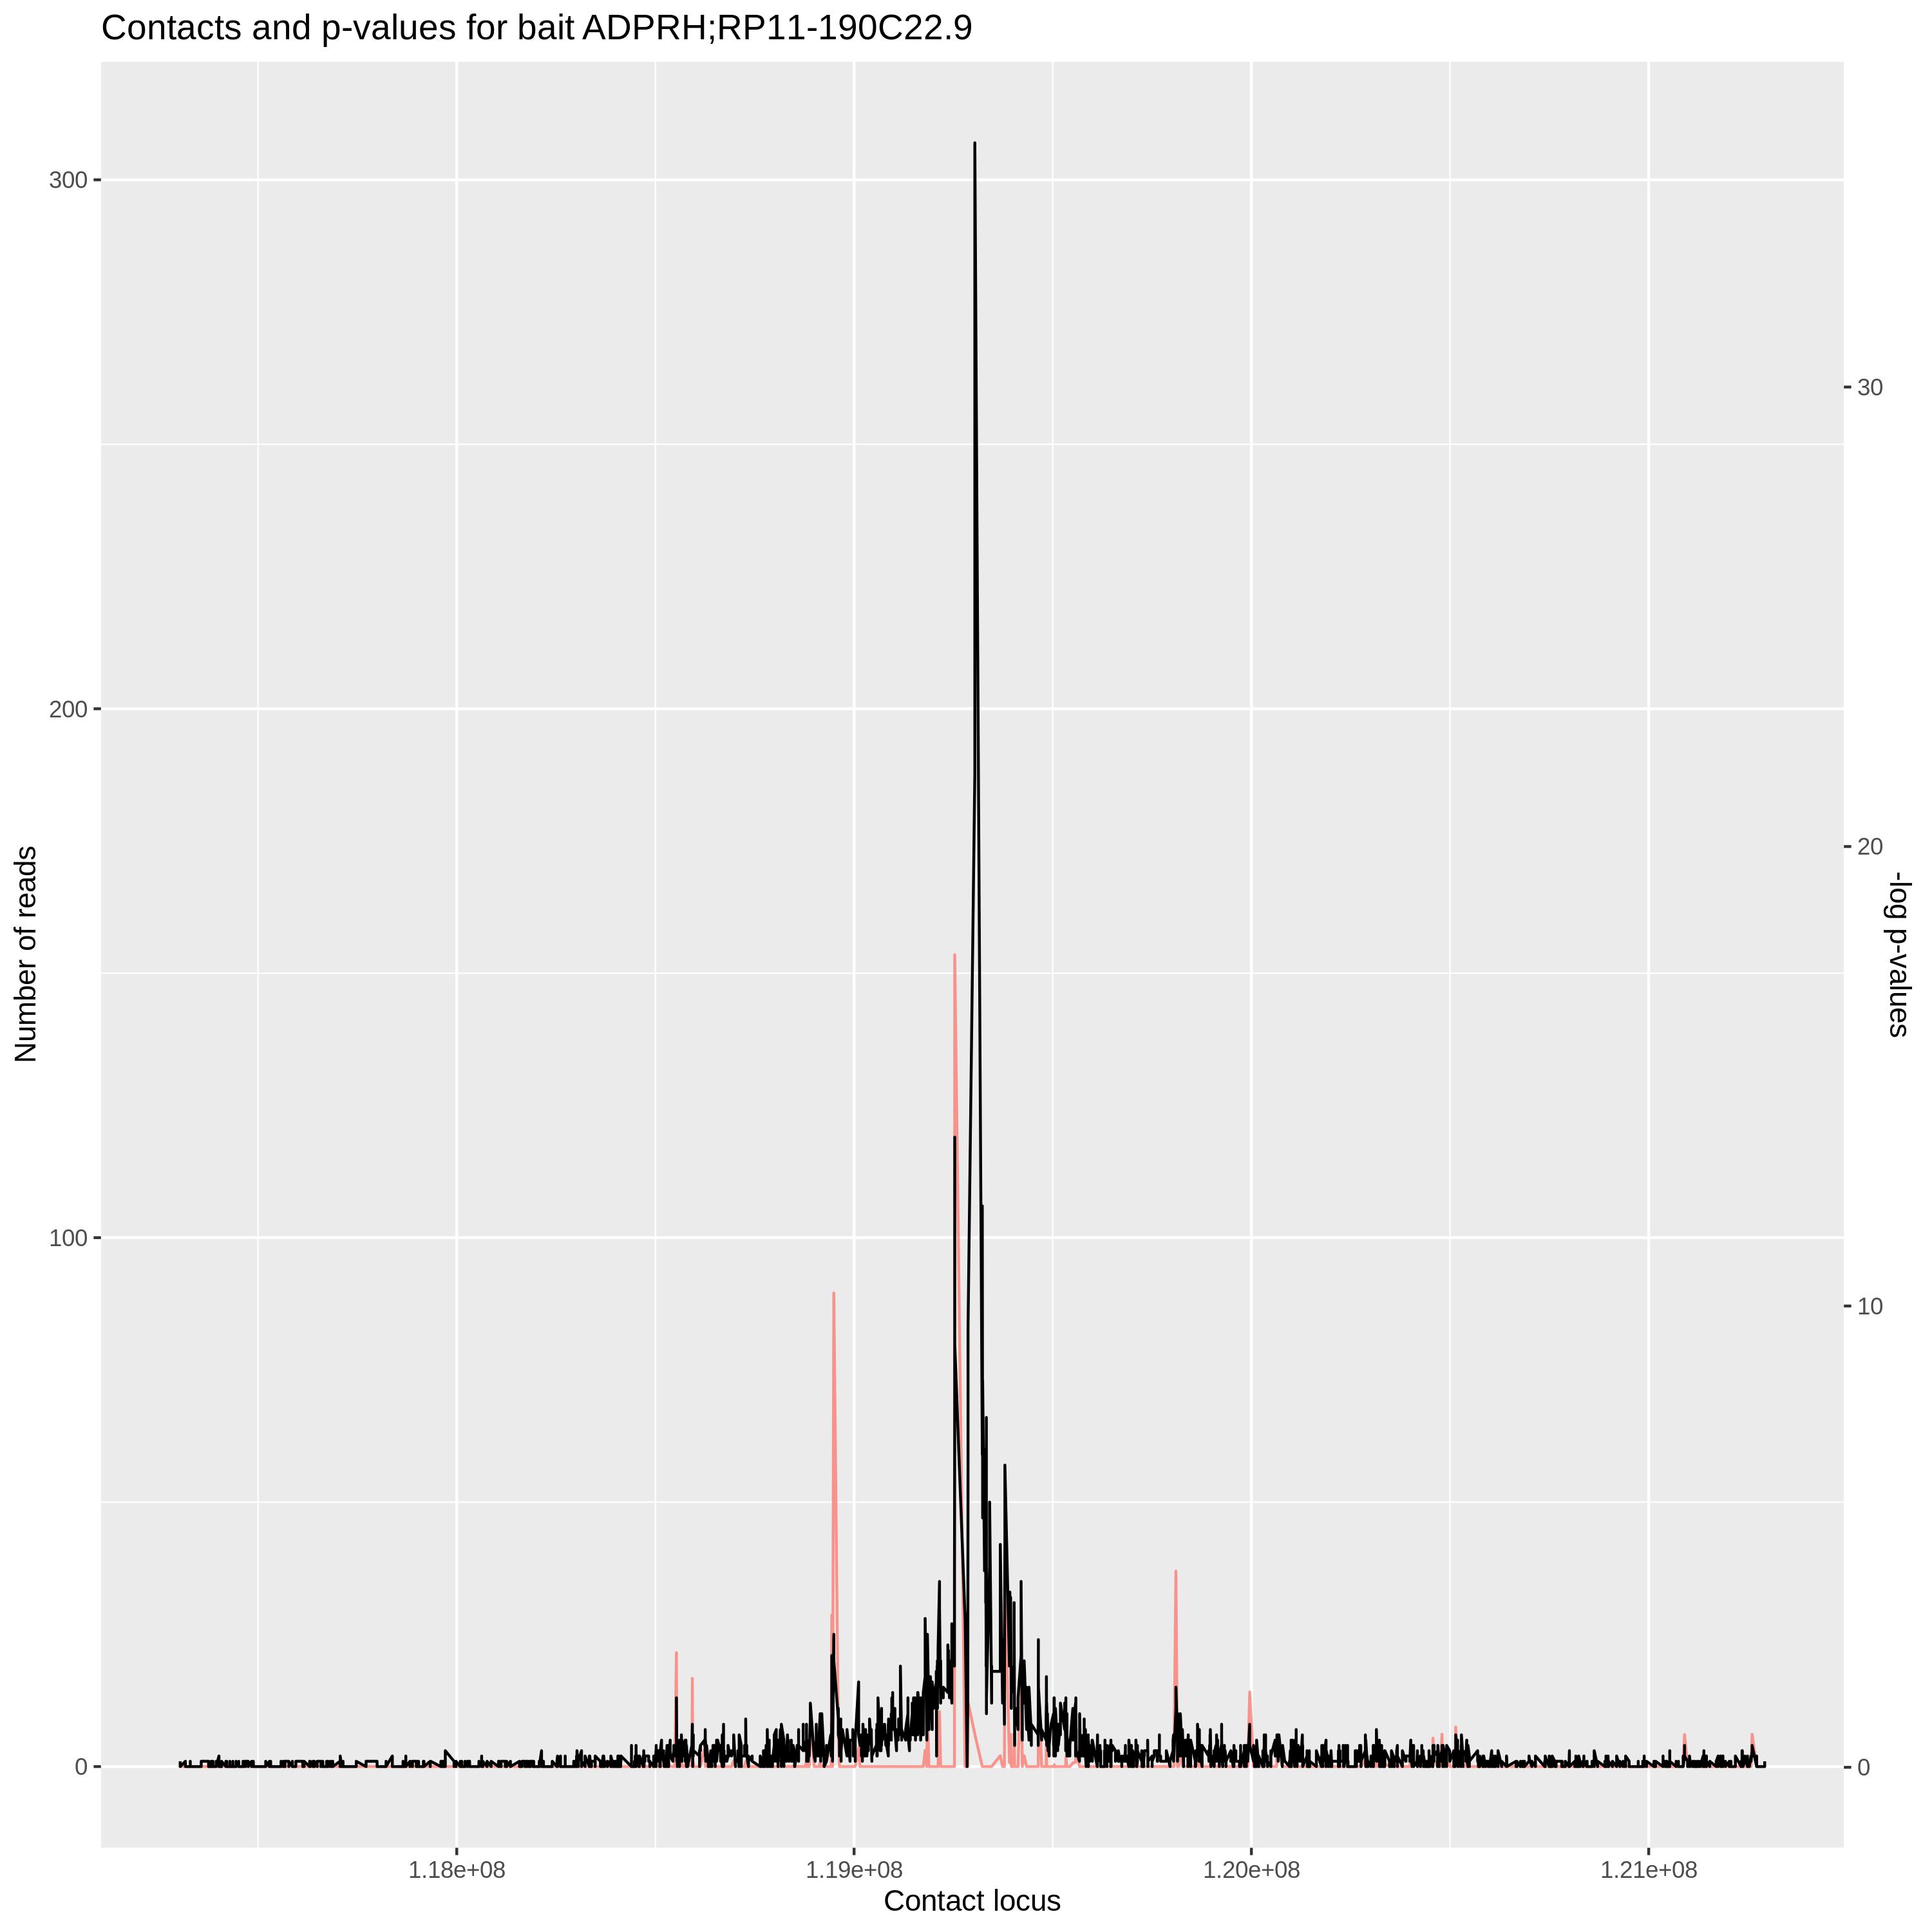 Contacts and p-values for bait ADPRH;RP11-190C22.9
300
200
100
0
Number of reads
30
20
10
0
-log p-values
1.18e+08
1.19e+08
1.20e+08
1.21e+08
Contact locus